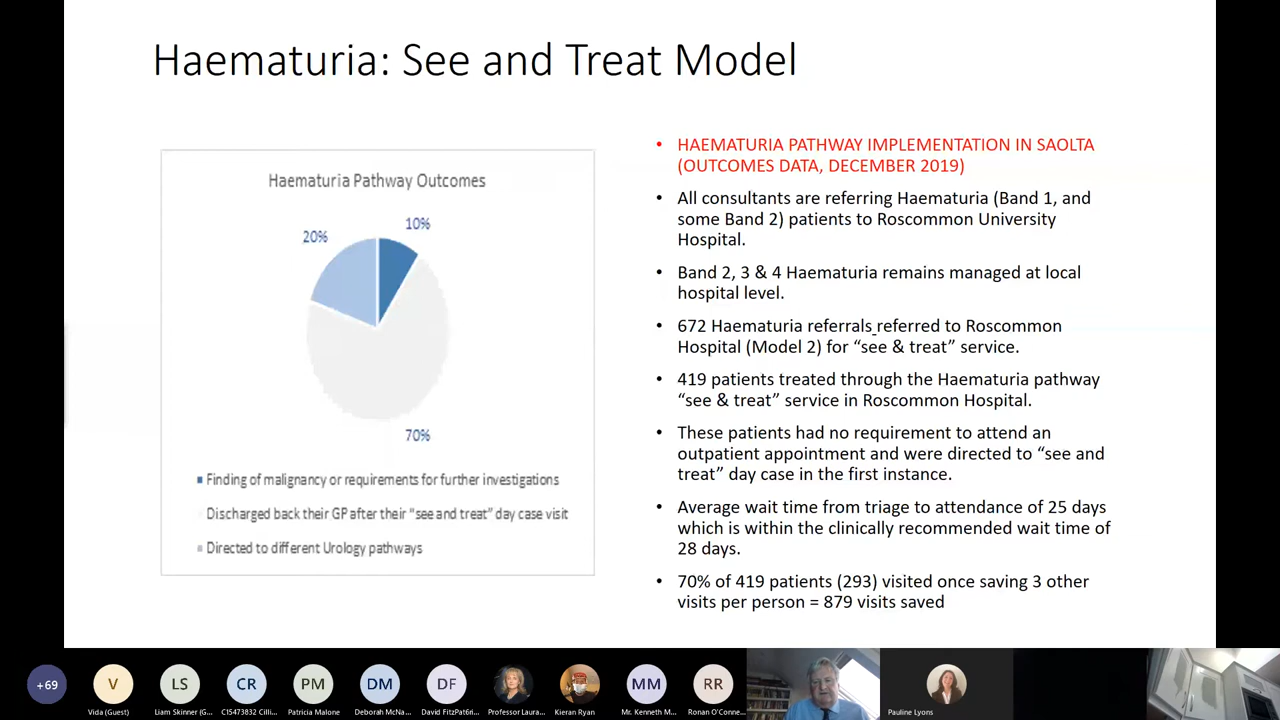 Haematuria: See and Treat Model
Haematuria Pathway Outcomes
10%
20%
70%
Finding of malignancy or requirements for further investigations
Discharged back their GP after their “see and treat” day case visit
Directed to different Urology pathways
• HAEMATURIA PATHWAY IMPLEMENTATION IN SAOLTA
(OUTCOMES DATA, DECEMBER 2019)
• All consultants are referring Haematuria (Band 1, and
some Band 2) patients to Roscommon University
Hospital.
• Band 2, 3 & 4 Haematuria remains managed at local
hospital level.
• 672 Haematuria referrals referred to Roscommon
Hospital (Model 2) for “see & treat” service.
• 419 patients treated through the Haematuria pathway
“see & treat” service in Roscommon Hospital.
• These patients had no requirement to attend an
outpatient appointment and were directed to “see and
treat” day case in the first instance.
• Average wait time from triage to attendance of 25 days
which is within the clinically recommended wait time of
28 days.
• 70% of 419 patients (293) visited once saving 3 other
visits per person = 879 visits saved
+69
V
LS
CR
PM
DM
DF
MM
RR
Vida (Guest)
Liam Skinner (G...
C15473832 Cilli...
Patricia Malone
Deborah McNa...
David FitzPat6ri...
Professor Laura...
Kieran Ryan
Mr. Kenneth M...
Ronan O'Conne...
Pauline Lyons